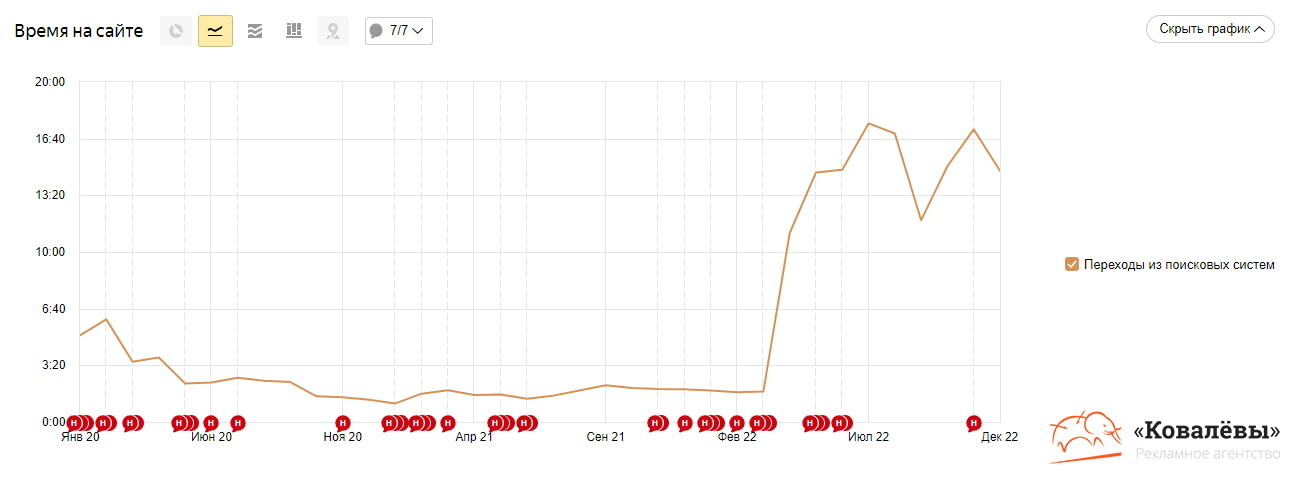 Время на сайте
7/7
Скрыть график
20:00
16:40
13:20
10:00
6:40
3:20
0:00
Н Н Н Н Н Н Н Н Н Н Н Н Н Н Н Н Н Н Н Н
Янв 20 Июн 20 Ноя 20 Апр 21 Сен 21 Фев 22 Июл 22 Дек 22
Переходы из поисковых систем
«Ковалёвы»
Рекламное агентство